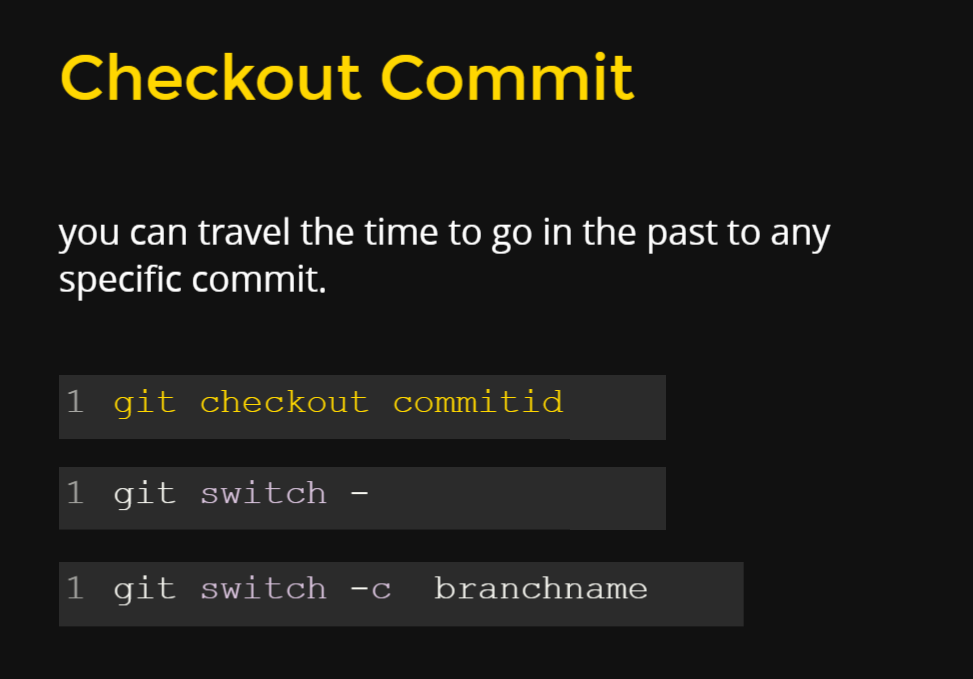 Checkout Commit
you can travel the time to go in the past to any
specific commit.
1 git checkout commitid
1 git switch -
1 git switch -c  branchname